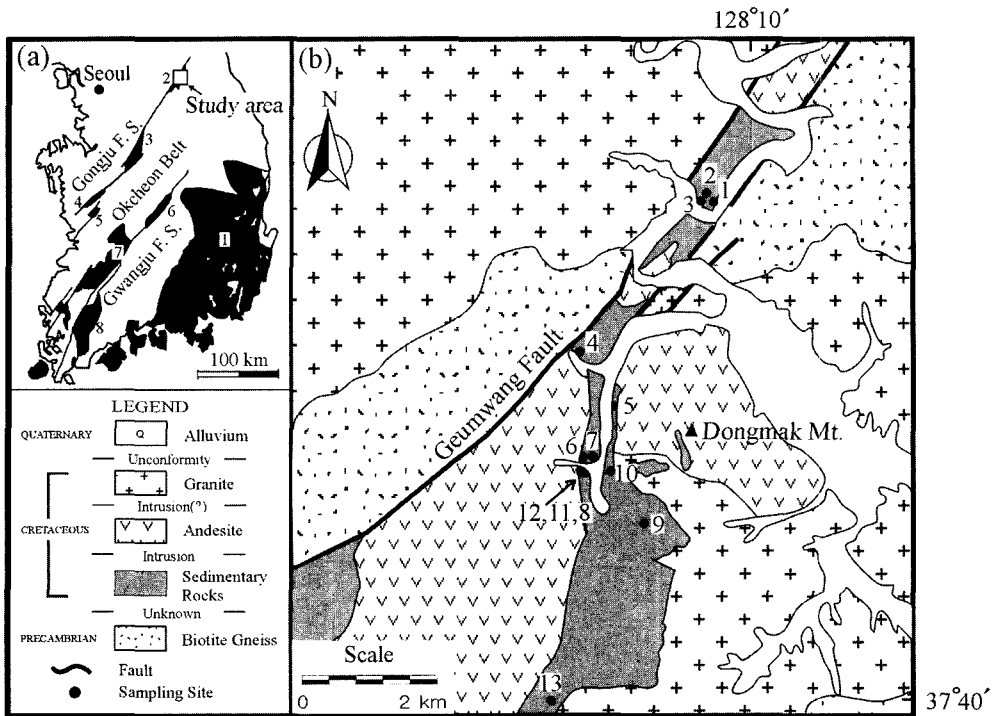 128°10′
(a)
Seoul
2
Study area
Gongju F. S.
3
Okcheon Belt
4
5
6
1
7
Gwangju F. S.
8
100 km
LEGEND
QUATERNARY
Q
Alluvium
Unconformity
Granite
Intrusion(?)
CRETACEOUS
Andesite
Intrusion
Sedimentary
Rocks
Unknown
PRECAMBRIAN
Biotite Gneiss
Fault
Sampling Site
(b)
N
2
3
1
4
Geumwang Fault
5
Dongmak Mt.
6
7
10
12,11,8
9
Scale
0
2 km
13
37°40′